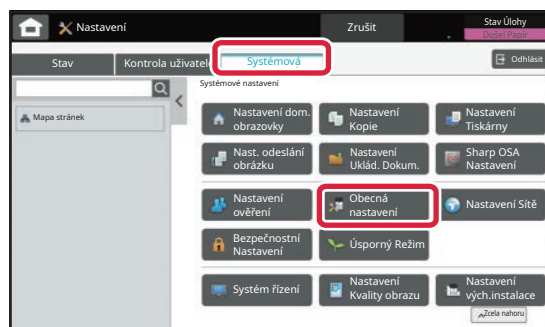 Nastavení
Zrušit
Stav Úlohy
Došel Papír
Stav
Kontrola uživatele
Systémová
Odhlásit
Systémové nastavení
Mapa stránek
Nastavení dom.
obrazovky
Nastavení
Kopie
Nastavení
Tiskárny
Nast. odeslání
obrázku
Nastavení
Uklád. Dokum.
Sharp OSA
Nastavení
Nastavení
ověření
Obecná
nastavení
Nastavení Sítě
Bezpečnostní
Nastavení
Úsporný Režim
Systém řízení
Nastavení
Kvality obrazu
Nastavení
vých.instalace
Zcela nahoru